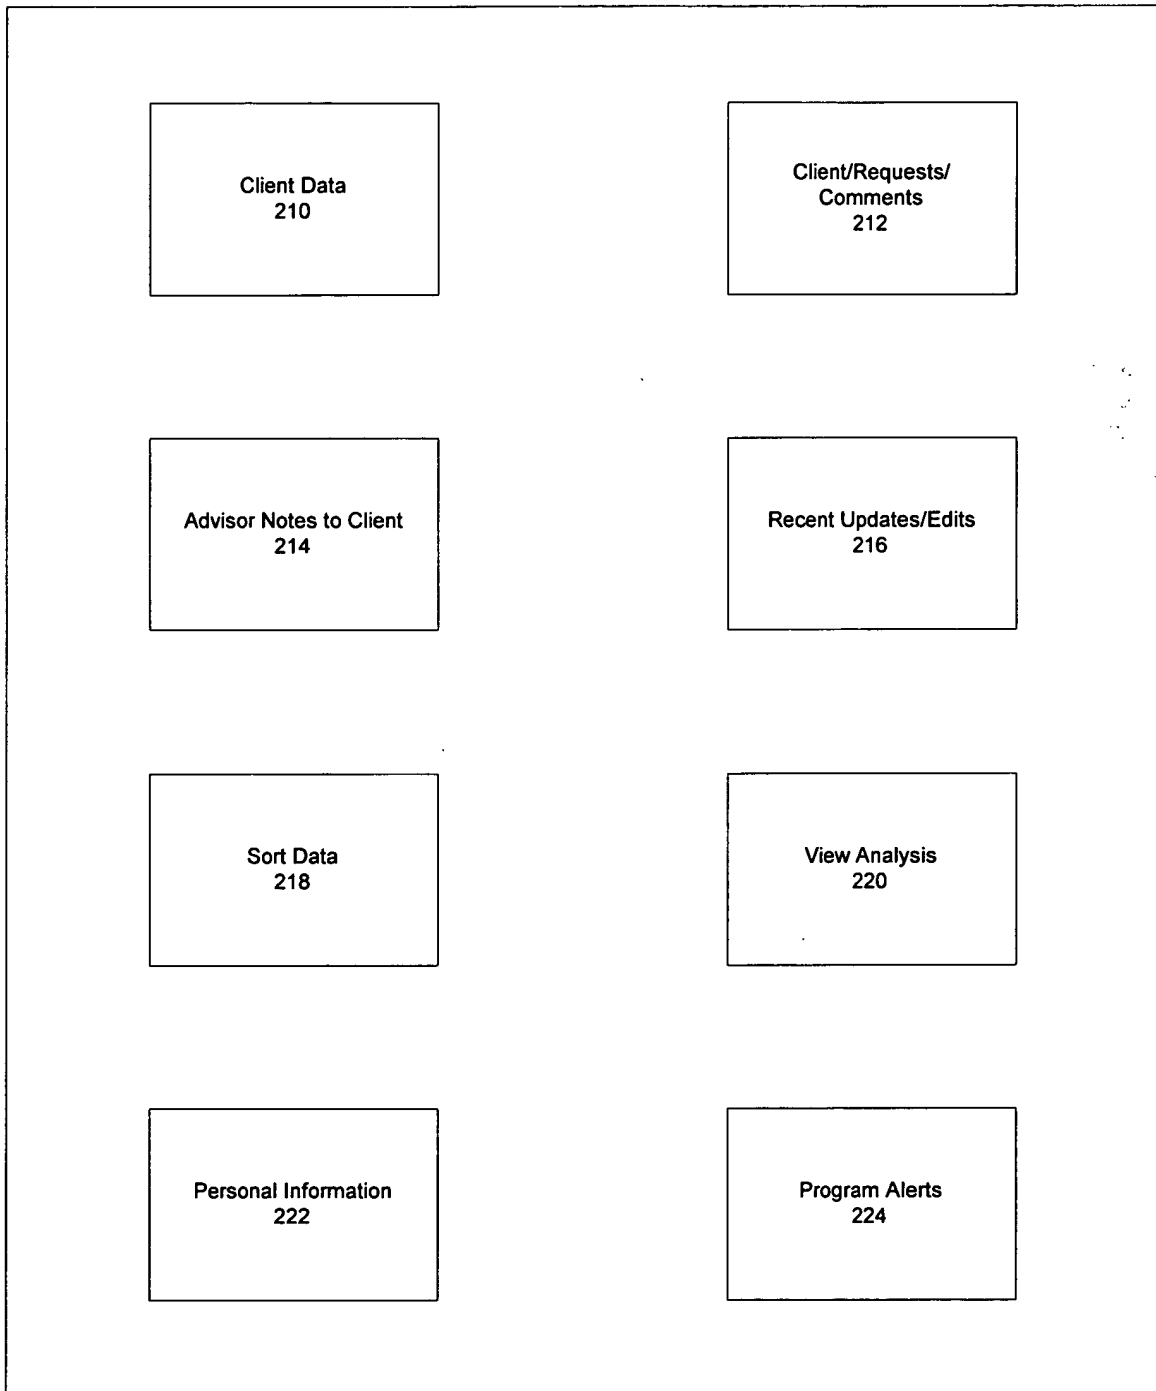 Client Data
210
Client/Requests/
Comments
212
Advisor Notes to Client
214
Recent Updates/Edits
216
Sort Data
218
View Analysis
220
Personal Information
222
Program Alerts
224